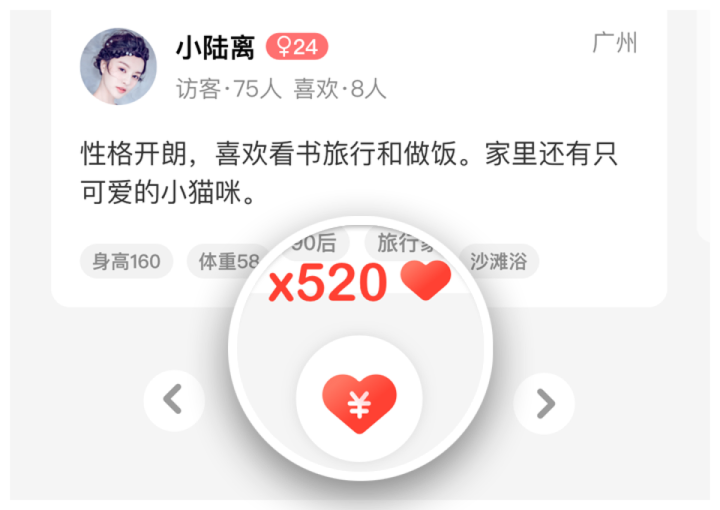 小陆离 ♀24
广州
访客·75人 喜欢·8人
性格开朗，喜欢看书旅行和做饭。家里还有只
可爱的小猫咪。
身高160 体重58 90后 旅行家 沙滩浴
x520
¥